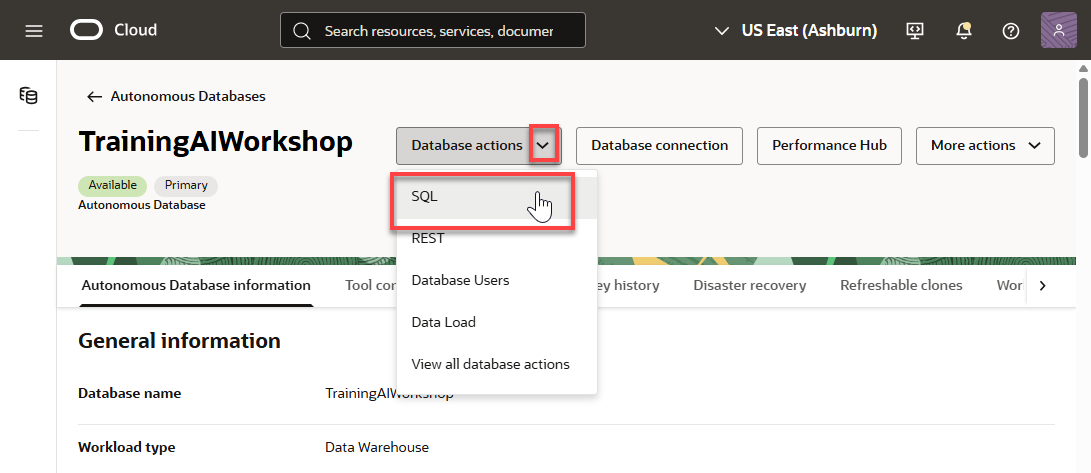 Cloud
Search resources, services, documer
US East (Ashburn)
Autonomous Databases
TrainingAIWorkshop
Database actions
Database connection
Performance Hub
More actions
Available
Primary
Autonomous Database
SQL
REST
Database Users
Data Load
View all database actions
Autonomous Database information
Tool con
ey history
Disaster recovery
Refreshable clones
Wor
General information
Database name
TrainingAIWorkshop
Workload type
Data Warehouse